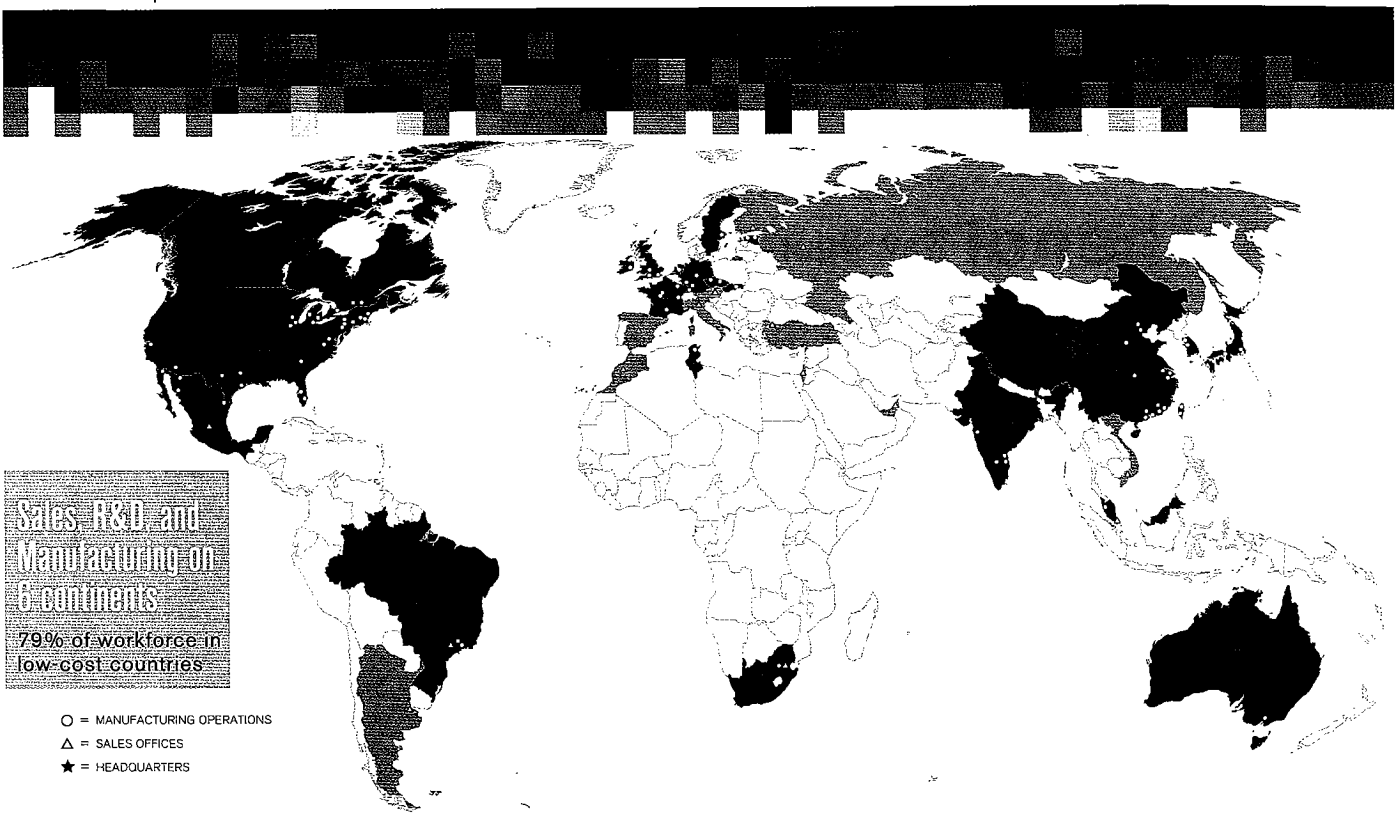 Sales, R&D, and
Manufacturing on
6 continents
79% of workforce in
low-cost countries
○ = MANUFACTURING OPERATIONS
△ = SALES OFFICES
★ = HEADQUARTERS